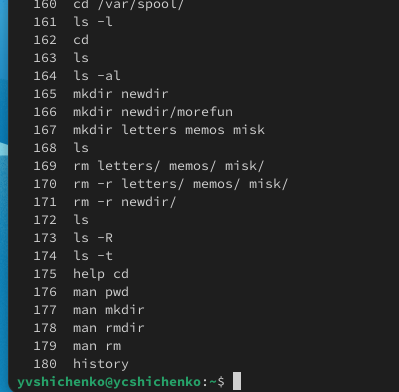 160 cd /var/spool/
161 ls -l
162 cd
163 ls
164 ls -al
165 mkdir newdir
166 mkdir newdir/morefun
167 mkdir letters memos misk
168 ls
169 rm letters/ memos/ misk/
170 rm -r letters/ memos/ misk/
171 rm -r newdir/
172 ls
173 ls -R
174 ls -t
175 help cd
176 man pwd
177 man mkdir
178 man rmdir
179 man rm
180 history
yvshichenko@ycshichenko:~$